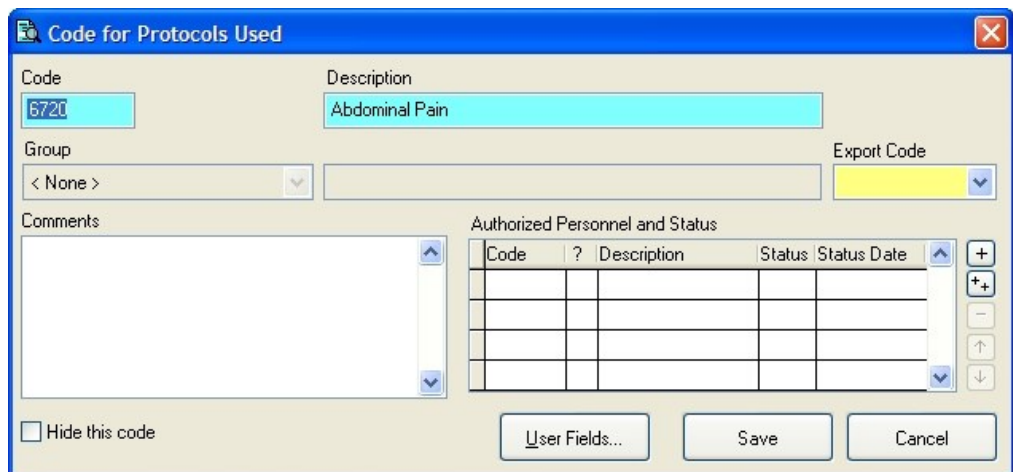 Code for Protocols Used
Code Description
6720 Abdominal Pain
Group Export Code
< None >
Comments Authorized Personnel and Status
Code ? Description Status Status Date
Hide this code
User Fields... Save Cancel